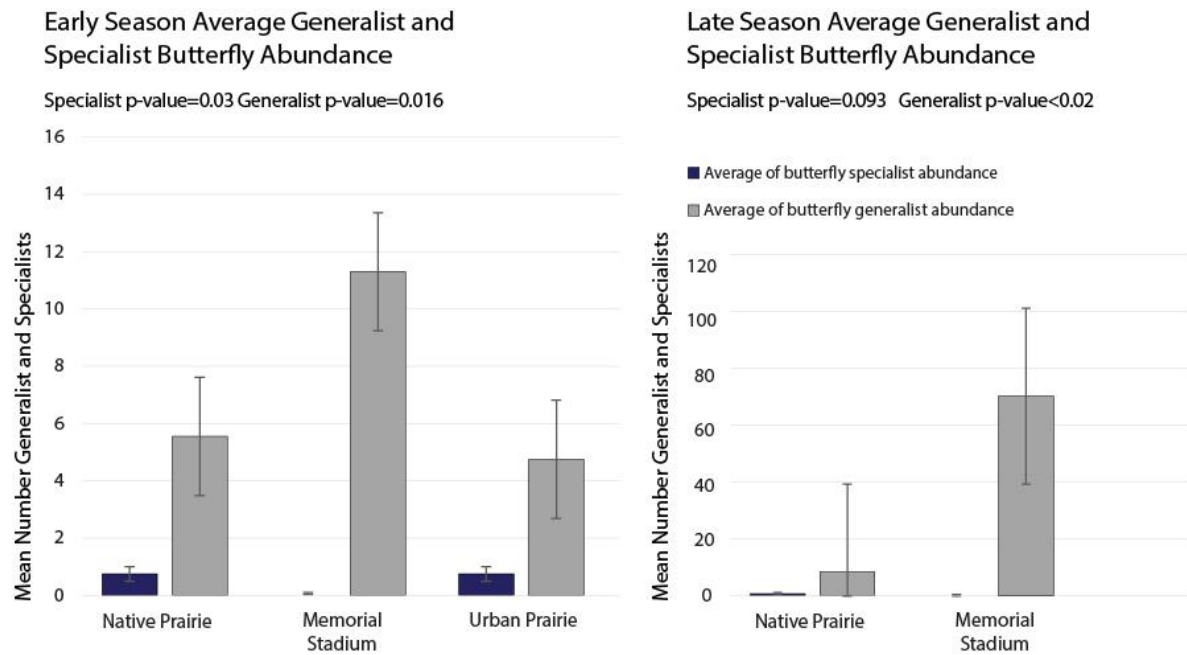 Early Season Average Generalist and
Specialist Butterfly Abundance
Specialist p-value=0.03 Generalist p-value=0.016
Mean Number Generalist and Specialists
16
14
12
10
8
6
4
2
0
Native Prairie
Memorial
Stadium
Urban Prairie
Late Season Average Generalist and
Specialist Butterfly Abundance
Specialist p-value=0.093 Generalist p-value<0.02
Average of butterfly specialist abundance
Average of butterfly generalist abundance
Mean Number Generalist and Specialists
120
100
80
60
40
20
0
Native Prairie
Memorial
Stadium